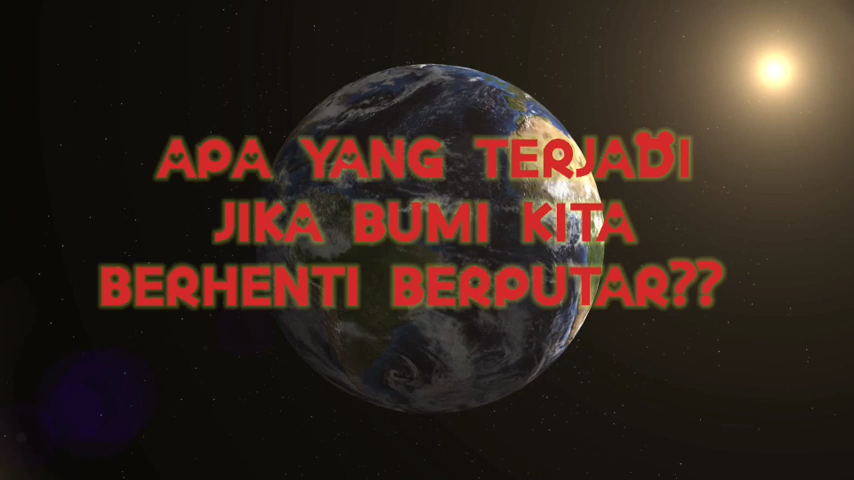 APA YANG TERJADI
JIKA BUMI KITA
BERHENTI BERPUTAR??